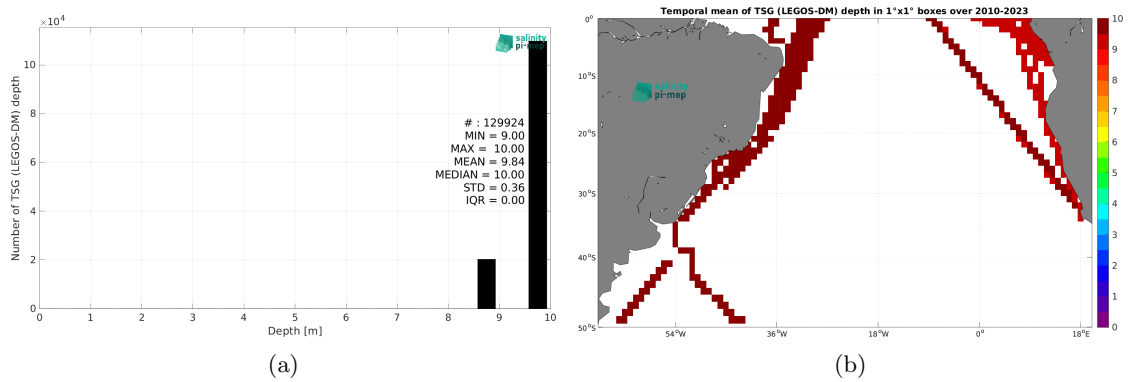 ×10⁴
10
8
6
4
2
0
Number of TSG (LEGOS-DM) depth
salinity
pi-mep
# : 129924
MIN = 9.00
MAX = 10.00
MEAN = 9.84
MEDIAN = 10.00
STD = 0.36
IQR = 0.00
0 1 2 3 4 5 6 7 8 9 10
Depth [m]
(a)
Temporal mean of TSG (LEGOS-DM) depth in 1°x1° boxes over 2010-2023
0°
10°S
20°S
30°S
40°S
50°S
salinity
pi-mep
54°W 36°W 18°W 0° 18°E
10
9
8
7
6
5
4
3
2
1
0
(b)